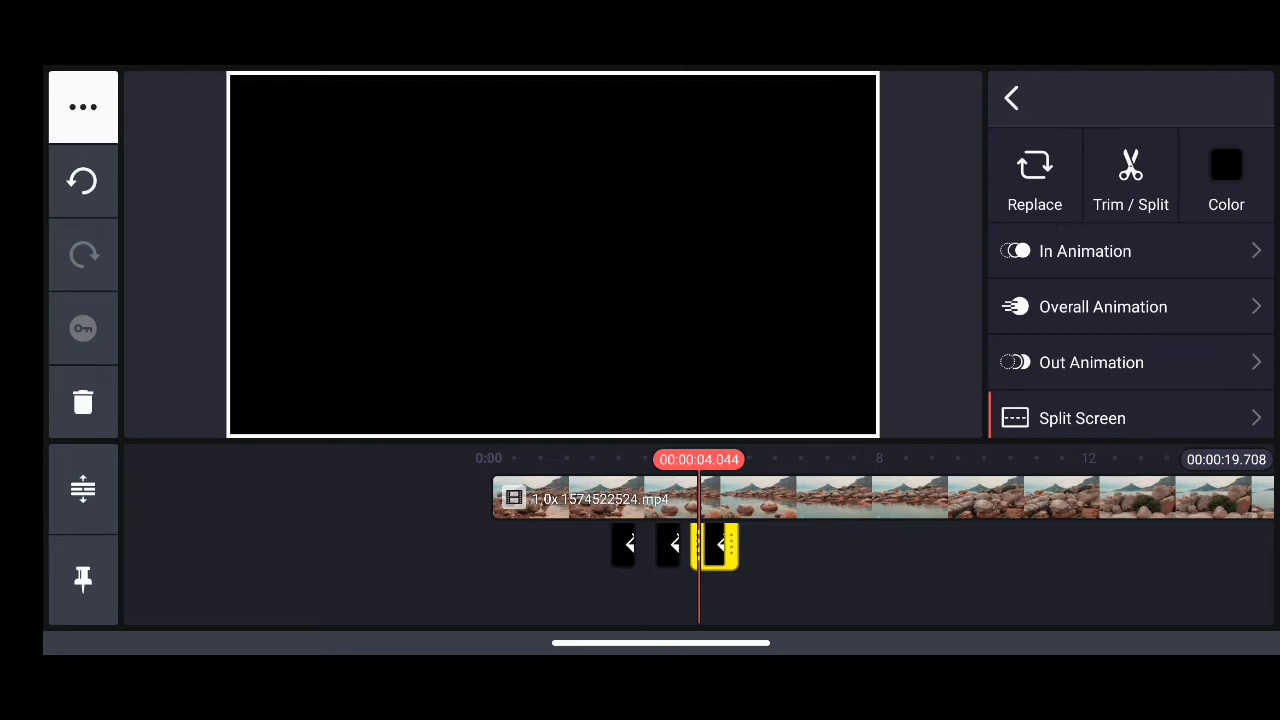 Replace
Trim / Split
Color
In Animation
Overall Animation
Out Animation
Split Screen
0:00
00:00:04.044
8
12
00:00:19.708
1.0x 1574522524.mp4